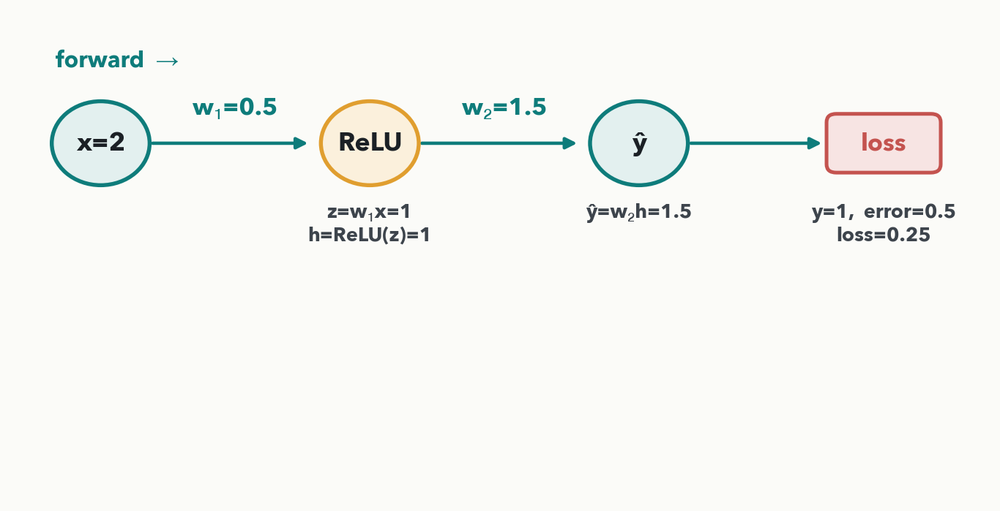 forward →
w₁=0.5
w₂=1.5
x=2
ReLU
ŷ
loss
z=w₁x=1
h=ReLU(z)=1
ŷ=w₂h=1.5
y=1, error=0.5
loss=0.25